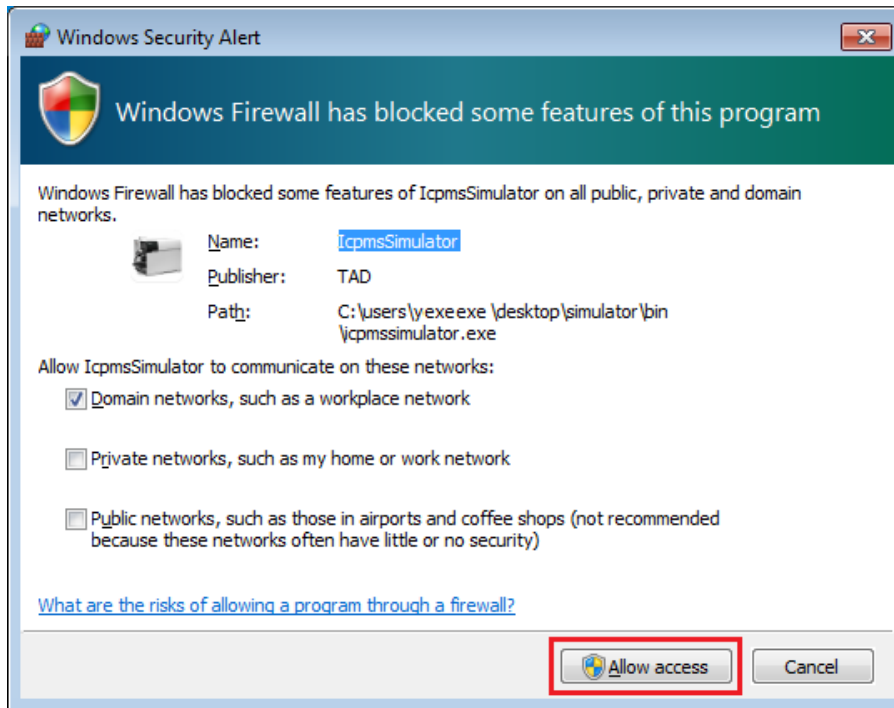 Windows Security Alert
Windows Firewall has blocked some features of this program
Windows Firewall has blocked some features of IcpmsSimulator on all public, private and domain
networks.
Name: IcpmsSimulator
Publisher: TAD
Path: C:\users\yexeexe \desktop\simulator\bin
\icpmssimulator.exe
Allow IcpmsSimulator to communicate on these networks:
Domain networks, such as a workplace network
Private networks, such as my home or work network
Public networks, such as those in airports and coffee shops (not recommended
because these networks often have little or no security)
What are the risks of allowing a program through a firewall?
Allow access Cancel